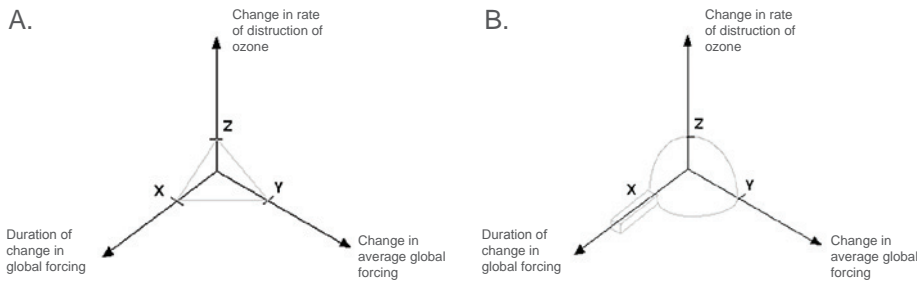 A.
Change in rate
of distruction of
ozone
Z
X
Y
Duration of
change in
global forcing
Change in
average global
forcing
B.
Change in rate
of distruction of
ozone
Z
X
Y
Duration of
change in
global forcing
Change in
average global
forcing